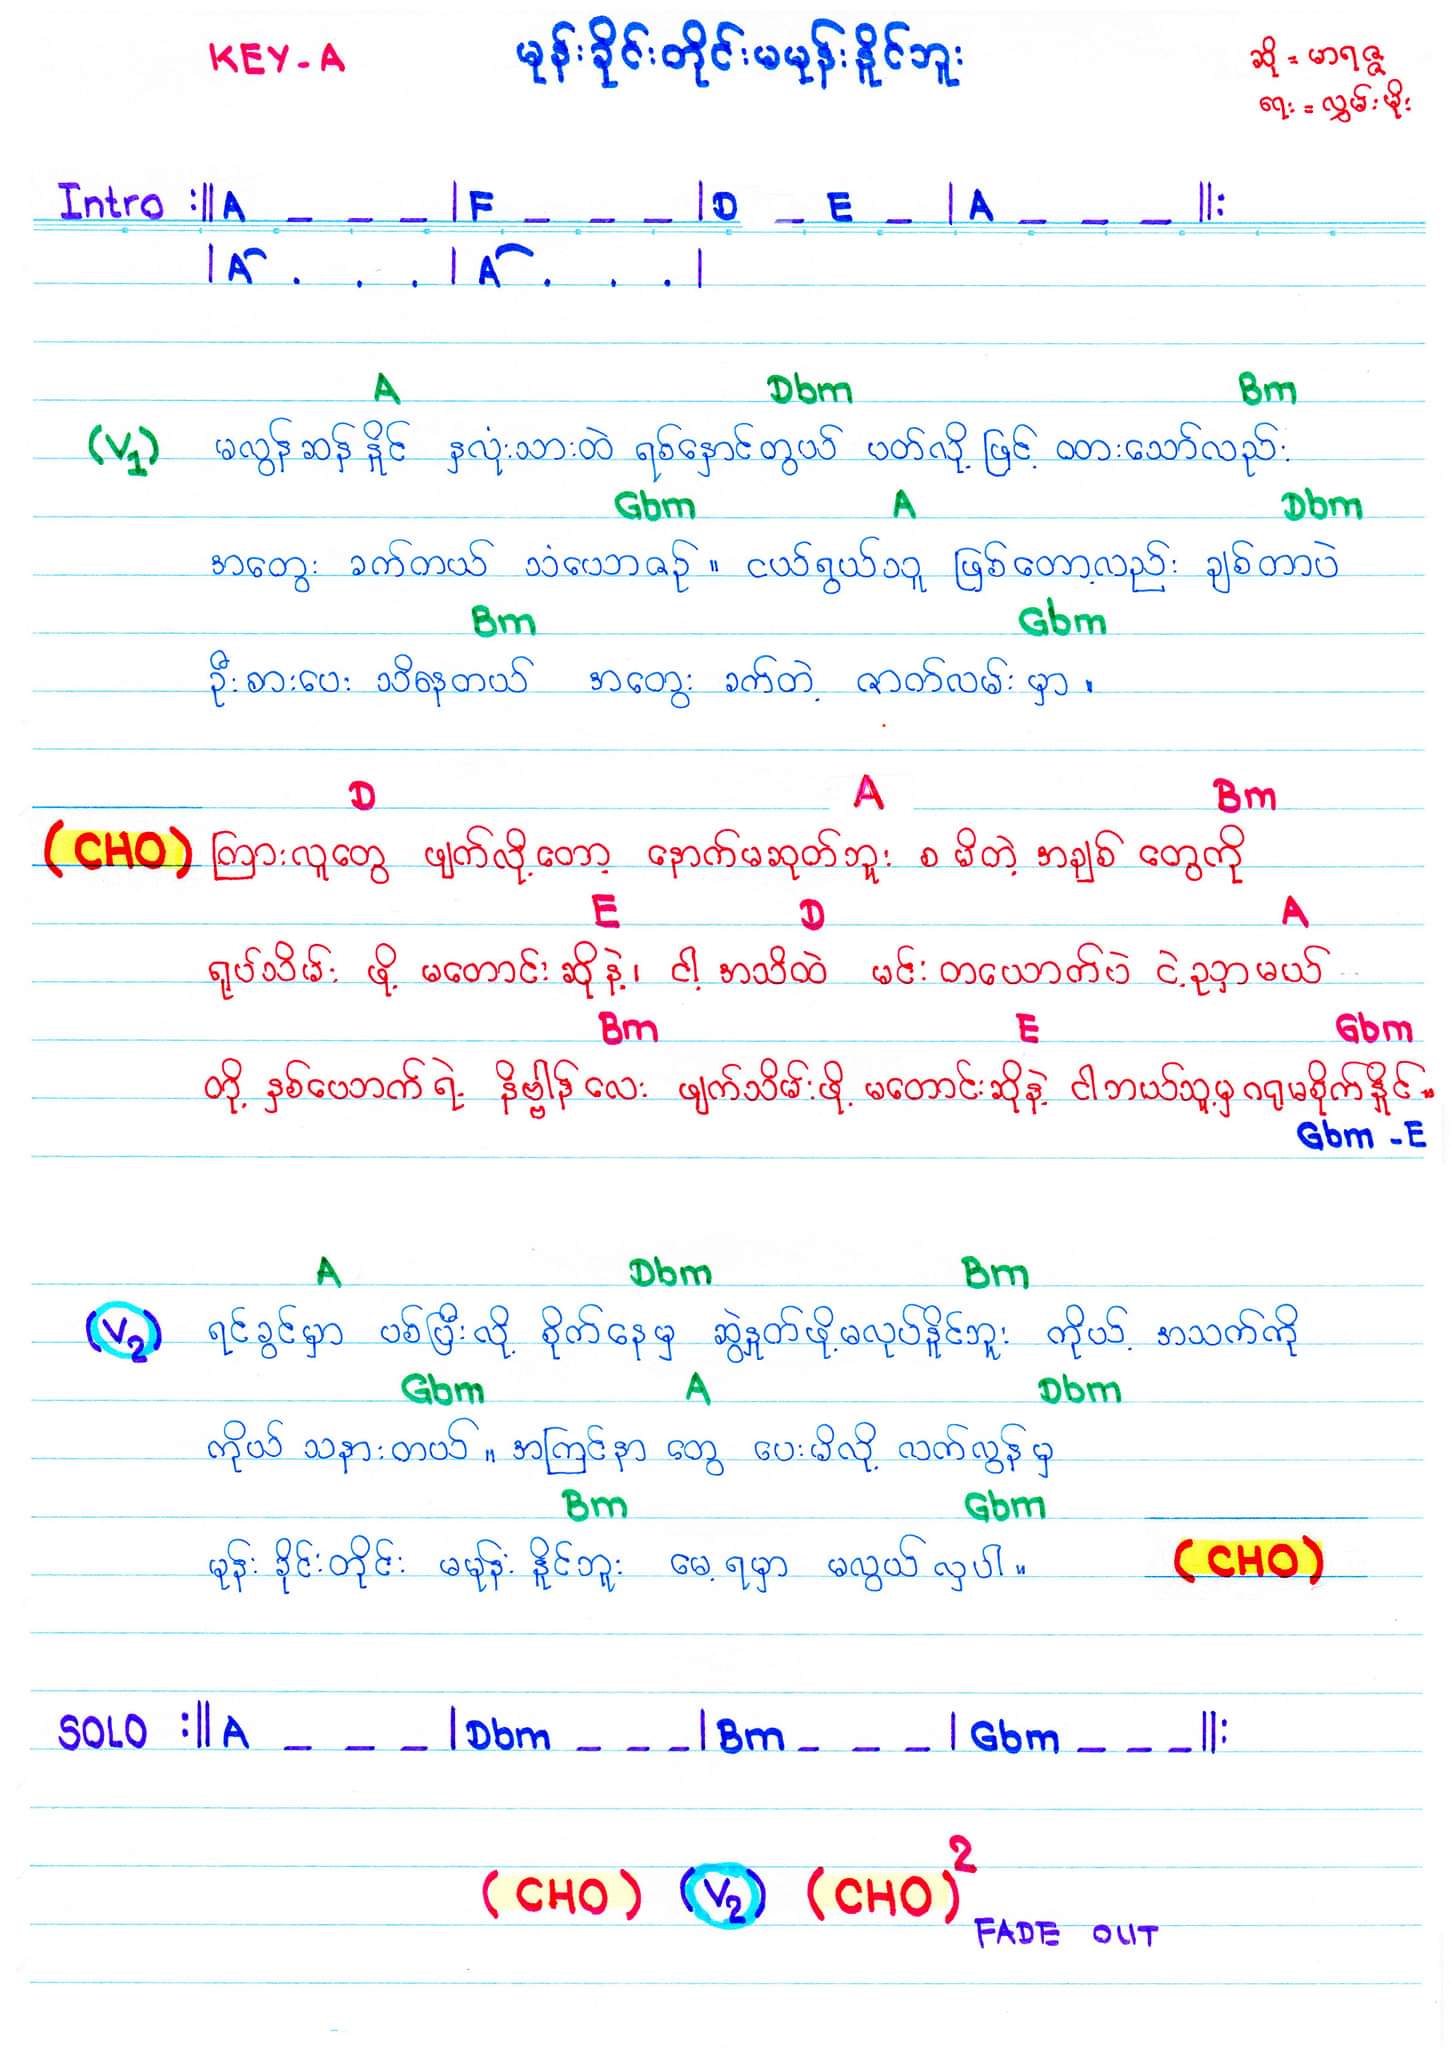 KEY-A မုန်းခိုင်းတိုင်းမမုန်းနိူင်ဘူး ဆို = မာရဇ္ဇ
ရေး = လွှမ်းမိုး
Intro :||A _ _ _ |F _ _ _ |D _ E _ |A _ _ _ ||:
|A . . . |A . . . |
A Dbm Bm
(V1) မလွန်ဆန်နိူင် နှလုံးသားထဲ ရစ်နှောင်တွယ် ပတ်လို့ ဖြင့် ထားသော်လည်း
Gbm A Dbm
အတွေး ခက်တယ် သံယောဇဉ် ။ ငယ်ရွယ်သူ ဖြစ်တော့လည်း ချစ်တာပဲ
Bm Gbm
ဦးစားပေး သိနေတယ် အတွေး ခက်တဲ့ ဇာတ်လမ်းမှာ ။
D A Bm
(CHO) ကြားလူတွေ ဖျက်လို့တော့ နောက်မဆုတ်ဘူး စ မိတဲ့ အချစ် တွေကို
E D A
ရုပ်သိမ်း ဖို့ မတောင်းဆိုနဲ့၊ ငါ့ အသိထဲ မင်းတယောက်ပဲ ငဲ့ညှာမယ်
Bm E Gbm
တို့ နှစ်ယောက်ရဲ့ နိဗ္ဗါန်လေး ဖျက်သိမ်းဖို့ မတောင်းဆိုနဲ့ ငါဘယ်သူ့မှဂရုမစိုက်နိူင် ။
Gbm - E
A Dbm Bm
(V2) ရင်ခွင်မှာ ပစ်ပြီးလို့ စိုက်နေမှ ဆွဲနှုတ်ဖို့မလုပ်နိူင်ဘူး ကိုယ့် အသက်ကို
Gbm A Dbm
ကိုယ် သနားတယ် ။ အကြင်နာ တွေ ပေးမိလို့ လက်လွန်မှ
Bm Gbm
မုန်းခိုင်းတိုင်း မမုန်းနိူင်ဘူး မေ့ရမှာ မလွယ်လှပါ ။ (CHO)
SOLO :||A _ _ _ |Dbm _ _ _ |Bm _ _ _ |Gbm _ _ _ ||:
(CHO) (V2) (CHO)2
FADE OUT